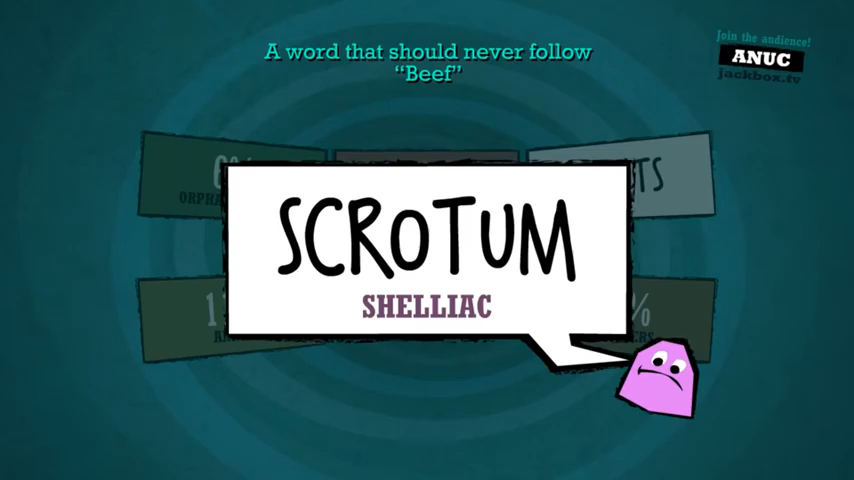 A word that should never follow
“Beef”
Join the audience!
ANUC
jackbox.tv
SCROTUM
SHELLIAC